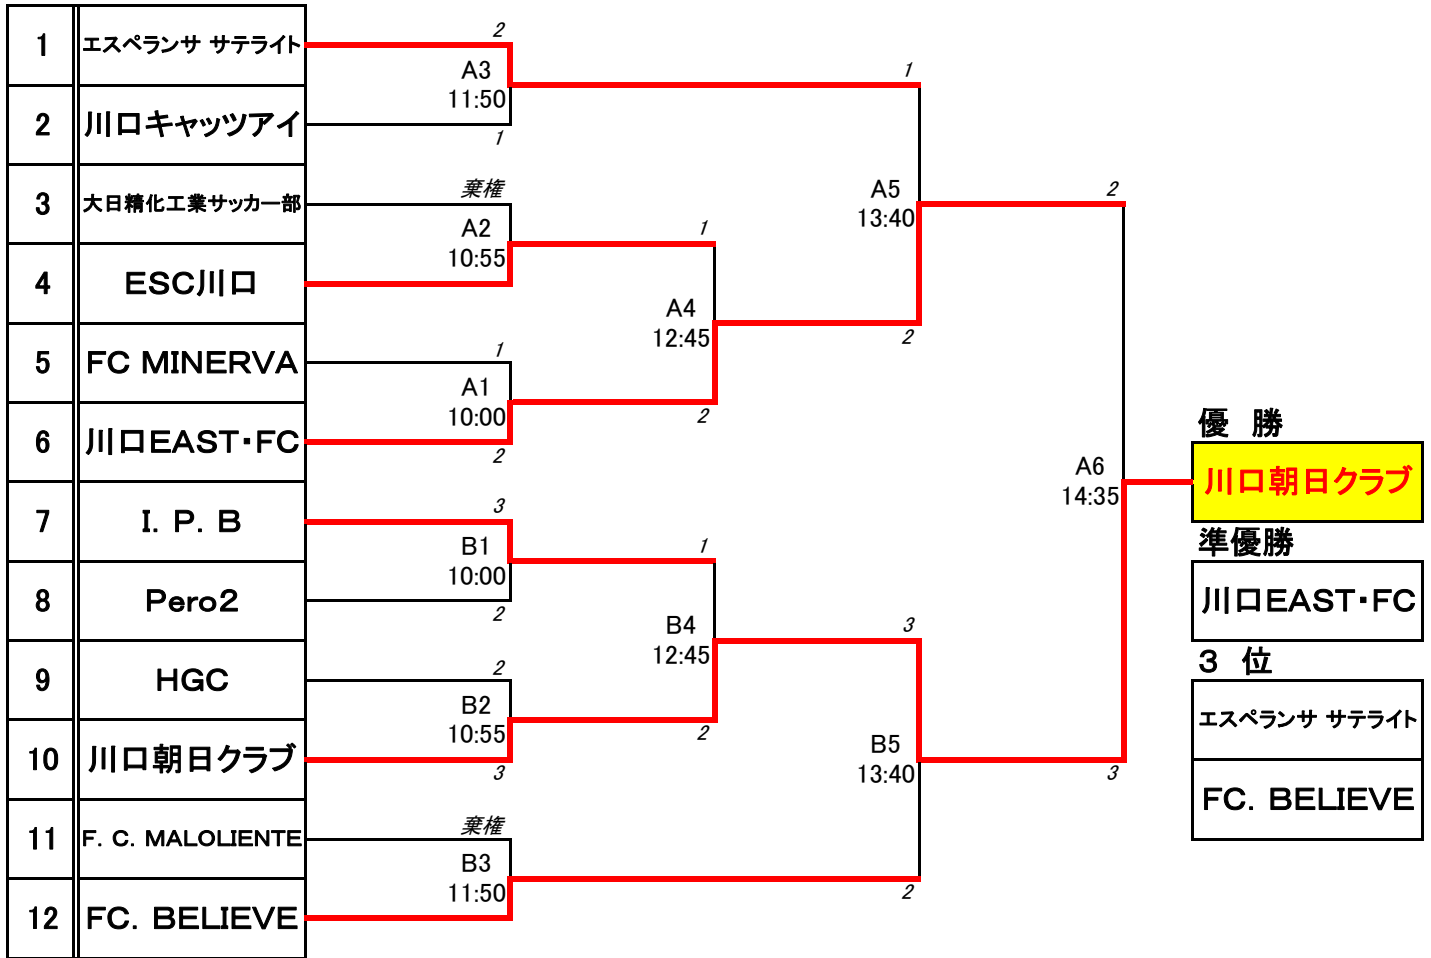 1 エスペランサ サテライト
2 川口キャッツアイ
3 大日精化工業サッカー部
4 ESC川口
5 FC MINERVA
6 川口EAST・FC
7 I. P. B
8 Pero2
9 HGC
10 川口朝日クラブ
11 F. C. MALOLIENTE
12 FC. BELIEVE
2
A3
11:50
1
棄権
A2
10:55
1
A1
10:00
2
3
B1
10:00
2
2
B2
10:55
3
棄権
B3
11:50
1
A4
12:45
2
1
B4
12:45
2
1
A5
13:40
2
3
B5
13:40
2
2
A6
14:35
3
優 勝
川口朝日クラブ
準優勝
川口EAST・FC
3 位
エスペランサ サテライト
FC. BELIEVE